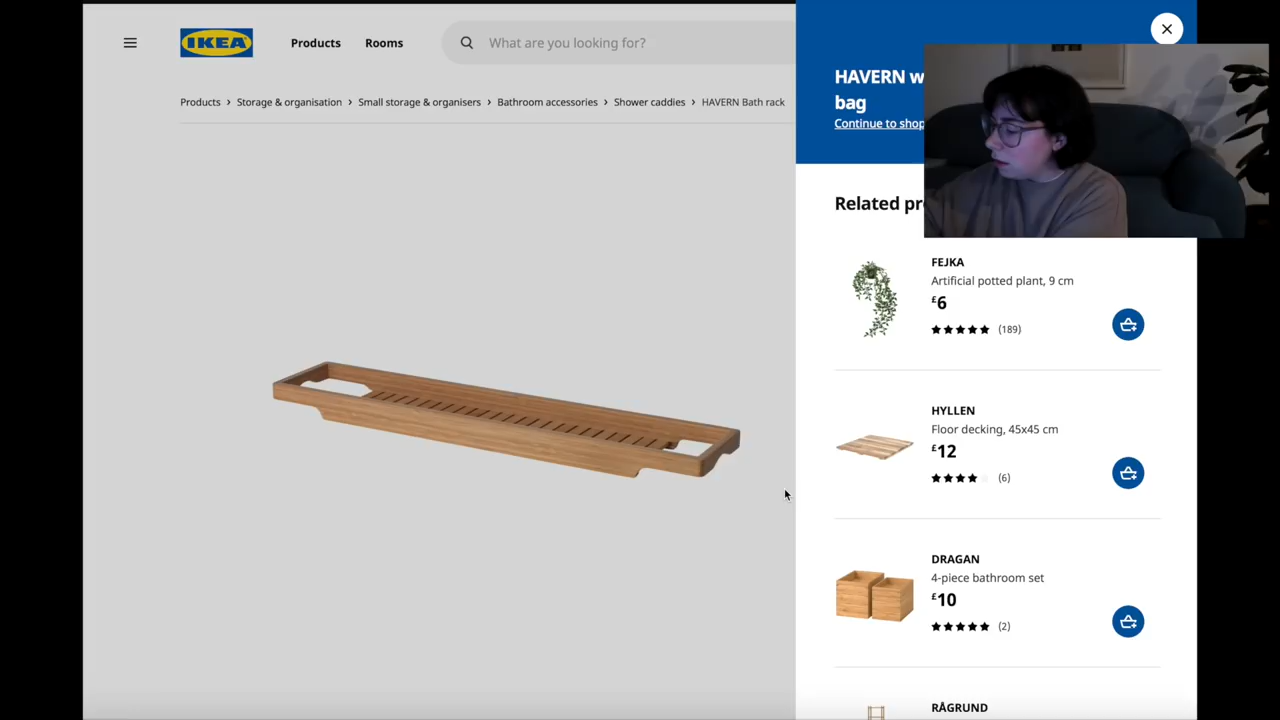 IKEA
Products
Rooms
What are you looking for?
Products > Storage & organisation > Small storage & organisers > Bathroom accessories > Shower caddies > HAVERN Bath rack
HAVERN
bag
Continue to
Related
FEJKA
Artificial potted plant, 9 cm
£6
(189)
HYLLEN
Floor decking, 45x45 cm
£12
(6)
DRAGAN
4-piece bathroom set
£10
(2)
RÅGRUND